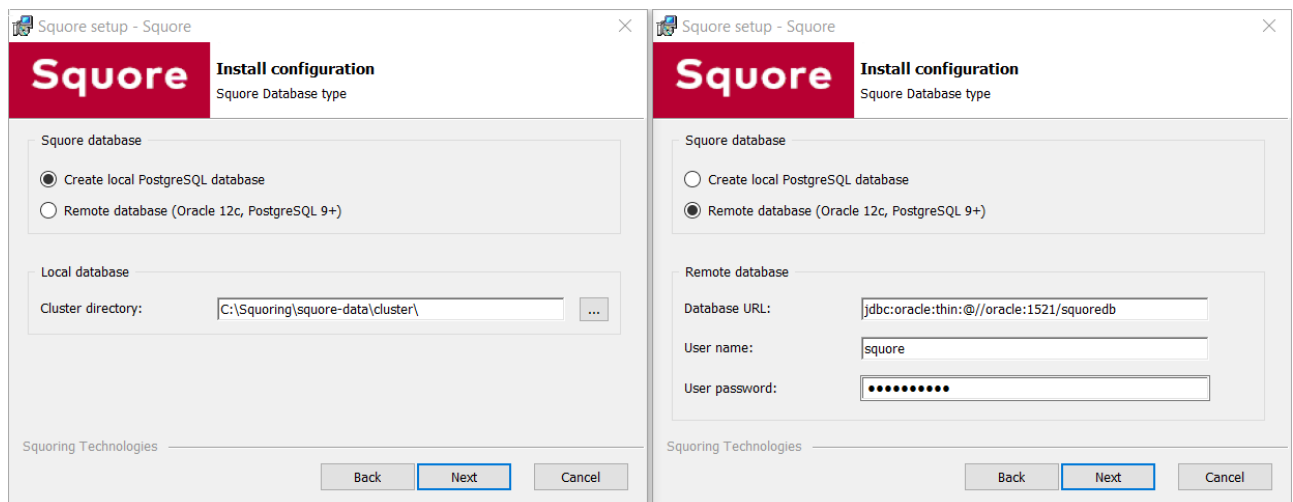 Squore setup - Squore
Squore
Install configuration
Squore Database type
Squore database
Create local PostgreSQL database
Remote database (Oracle 12c, PostgreSQL 9+)
Local database
Cluster directory: C:\Squoring\squore-data\cluster\ ...
Squoring Technologies
Back Next Cancel
Squore setup - Squore
Squore
Install configuration
Squore Database type
Squore database
Create local PostgreSQL database
Remote database (Oracle 12c, PostgreSQL 9+)
Remote database
Database URL: jdbc:oracle:thin:@//oracle:1521/squoredb
User name: squore
User password: ●●●●●●●●●●
Squoring Technologies
Back Next Cancel